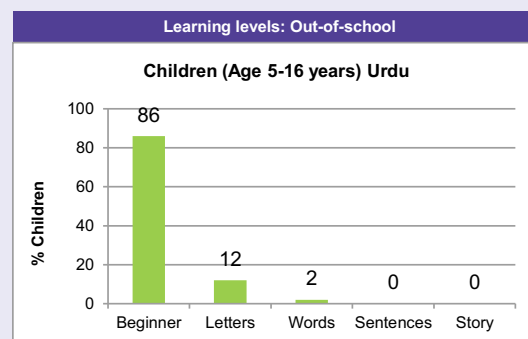 Learning levels: Out-of-school
Children (Age 5-16 years) Urdu
% Children
100
80
60
40
20
0
86
12
2
0
0
Beginner
Letters
Words
Sentences
Story